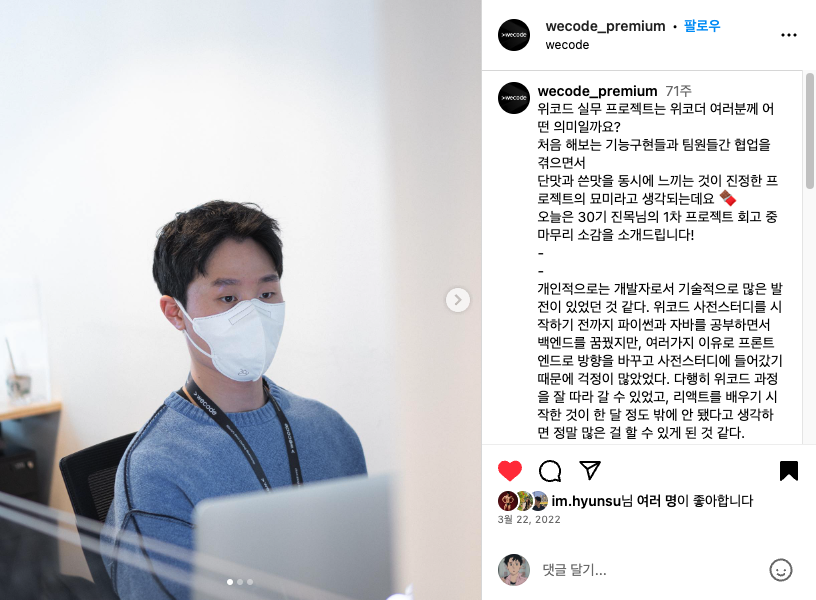 wecode_premium • 팔로우
wecode
>wecode
>wecode
wecode_premium 71주
위코드 실무 프로젝트는 위코더 여러분께 어
떤 의미일까요?
처음 해보는 기능구현들과 팀원들간 협업을
겪으면서
단맛과 쓴맛을 동시에 느끼는 것이 진정한 프
로젝트의 묘미라고 생각되는데요
오늘은 30기 진목님의 1차 프로젝트 회고 중
마무리 소감을 소개드립니다!
-
-
개인적으로는 개발자로서 기술적으로 많은 발
전이 있었던 것 같다. 위코드 사전스터디를 시
작하기 전까지 파이썬과 자바를 공부하면서
백엔드를 꿈꿨지만, 여러가지 이유로 프론트
엔드로 방향을 바꾸고 사전스터디에 들어갔기
때문에 걱정이 많았었다. 다행히 위코드 과정
을 잘 따라 갈 수 있었고, 리액트를 배우기 시
작한 것이 한 달 정도 밖에 안 됐다고 생각하
면 정말 많은 걸 할 수 있게 된 것 같다.
im.hyunsu님 여러 명이 좋아합니다
3월 22, 2022
댓글 달기...
>wecode